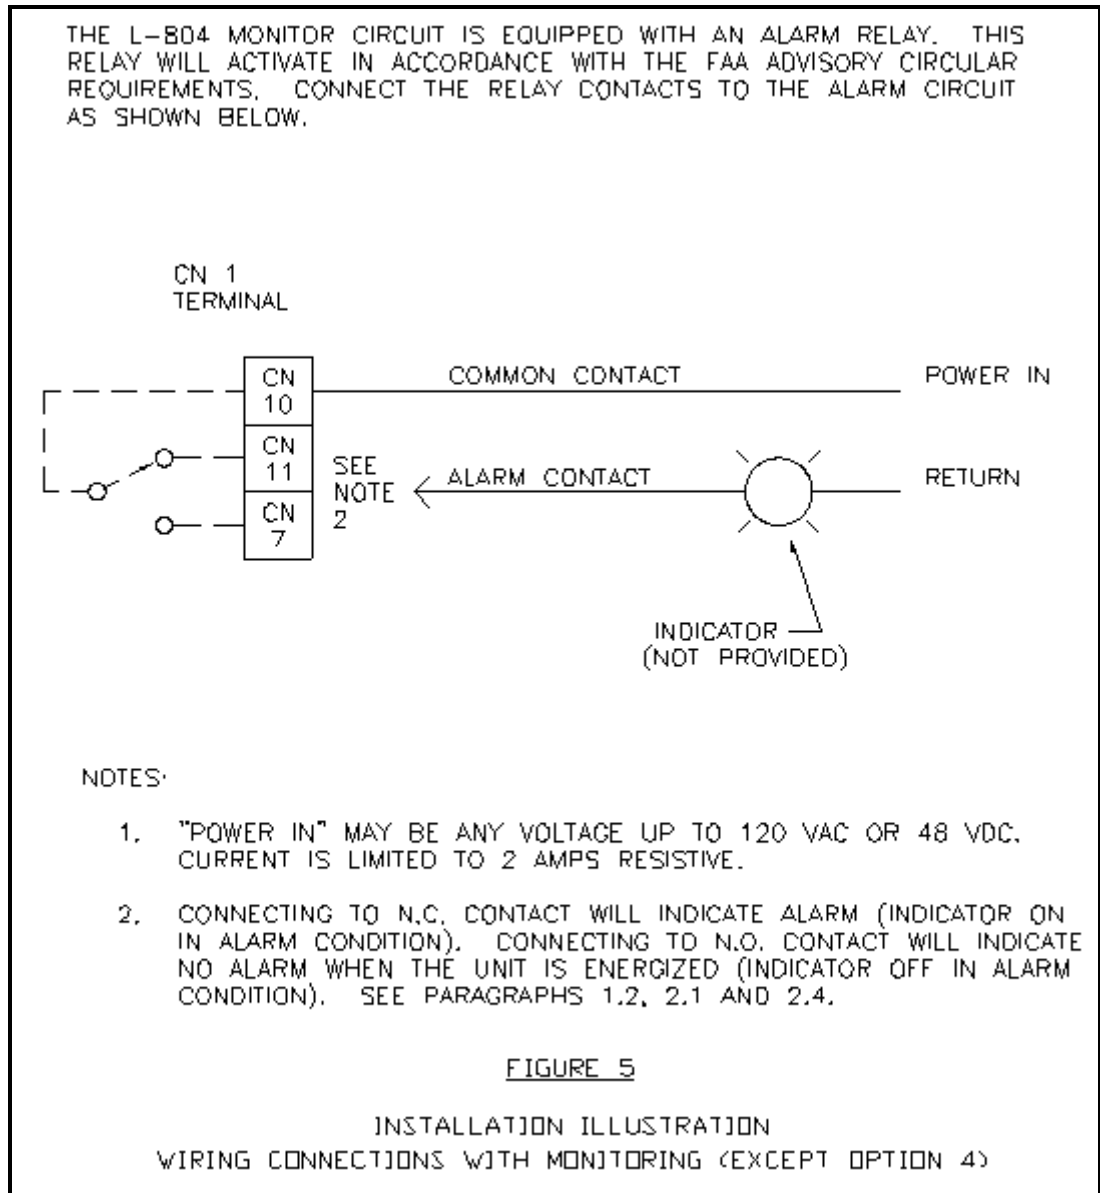 THE L-804 MONITOR CIRCUIT IS EQUIPPED WITH AN ALARM RELAY. THIS
RELAY WILL ACTIVATE IN ACCORDANCE WITH THE FAA ADVISORY CIRCULAR
REQUIREMENTS. CONNECT THE RELAY CONTACTS TO THE ALARM CIRCUIT
AS SHOWN BELOW.
CN 1
TERMINAL
CN
10
COMMON CONTACT
POWER IN
CN
11
SEE
NOTE
2
ALARM CONTACT
RETURN
CN
7
INDICATOR
(NOT PROVIDED)
NOTES:
1. "POWER IN" MAY BE ANY VOLTAGE UP TO 120 VAC OR 48 VDC.
CURRENT IS LIMITED TO 2 AMPS RESISTIVE.
2. CONNECTING TO N.C. CONTACT WILL INDICATE ALARM (INDICATOR ON
IN ALARM CONDITION). CONNECTING TO N.O. CONTACT WILL INDICATE
NO ALARM WHEN THE UNIT IS ENERGIZED (INDICATOR OFF IN ALARM
CONDITION). SEE PARAGRAPHS 1.2, 2.1 AND 2.4.
FIGURE 5
INSTALLATION ILLUSTRATION
WIRING CONNECTIONS WITH MONITORING (EXCEPT OPTION 4)